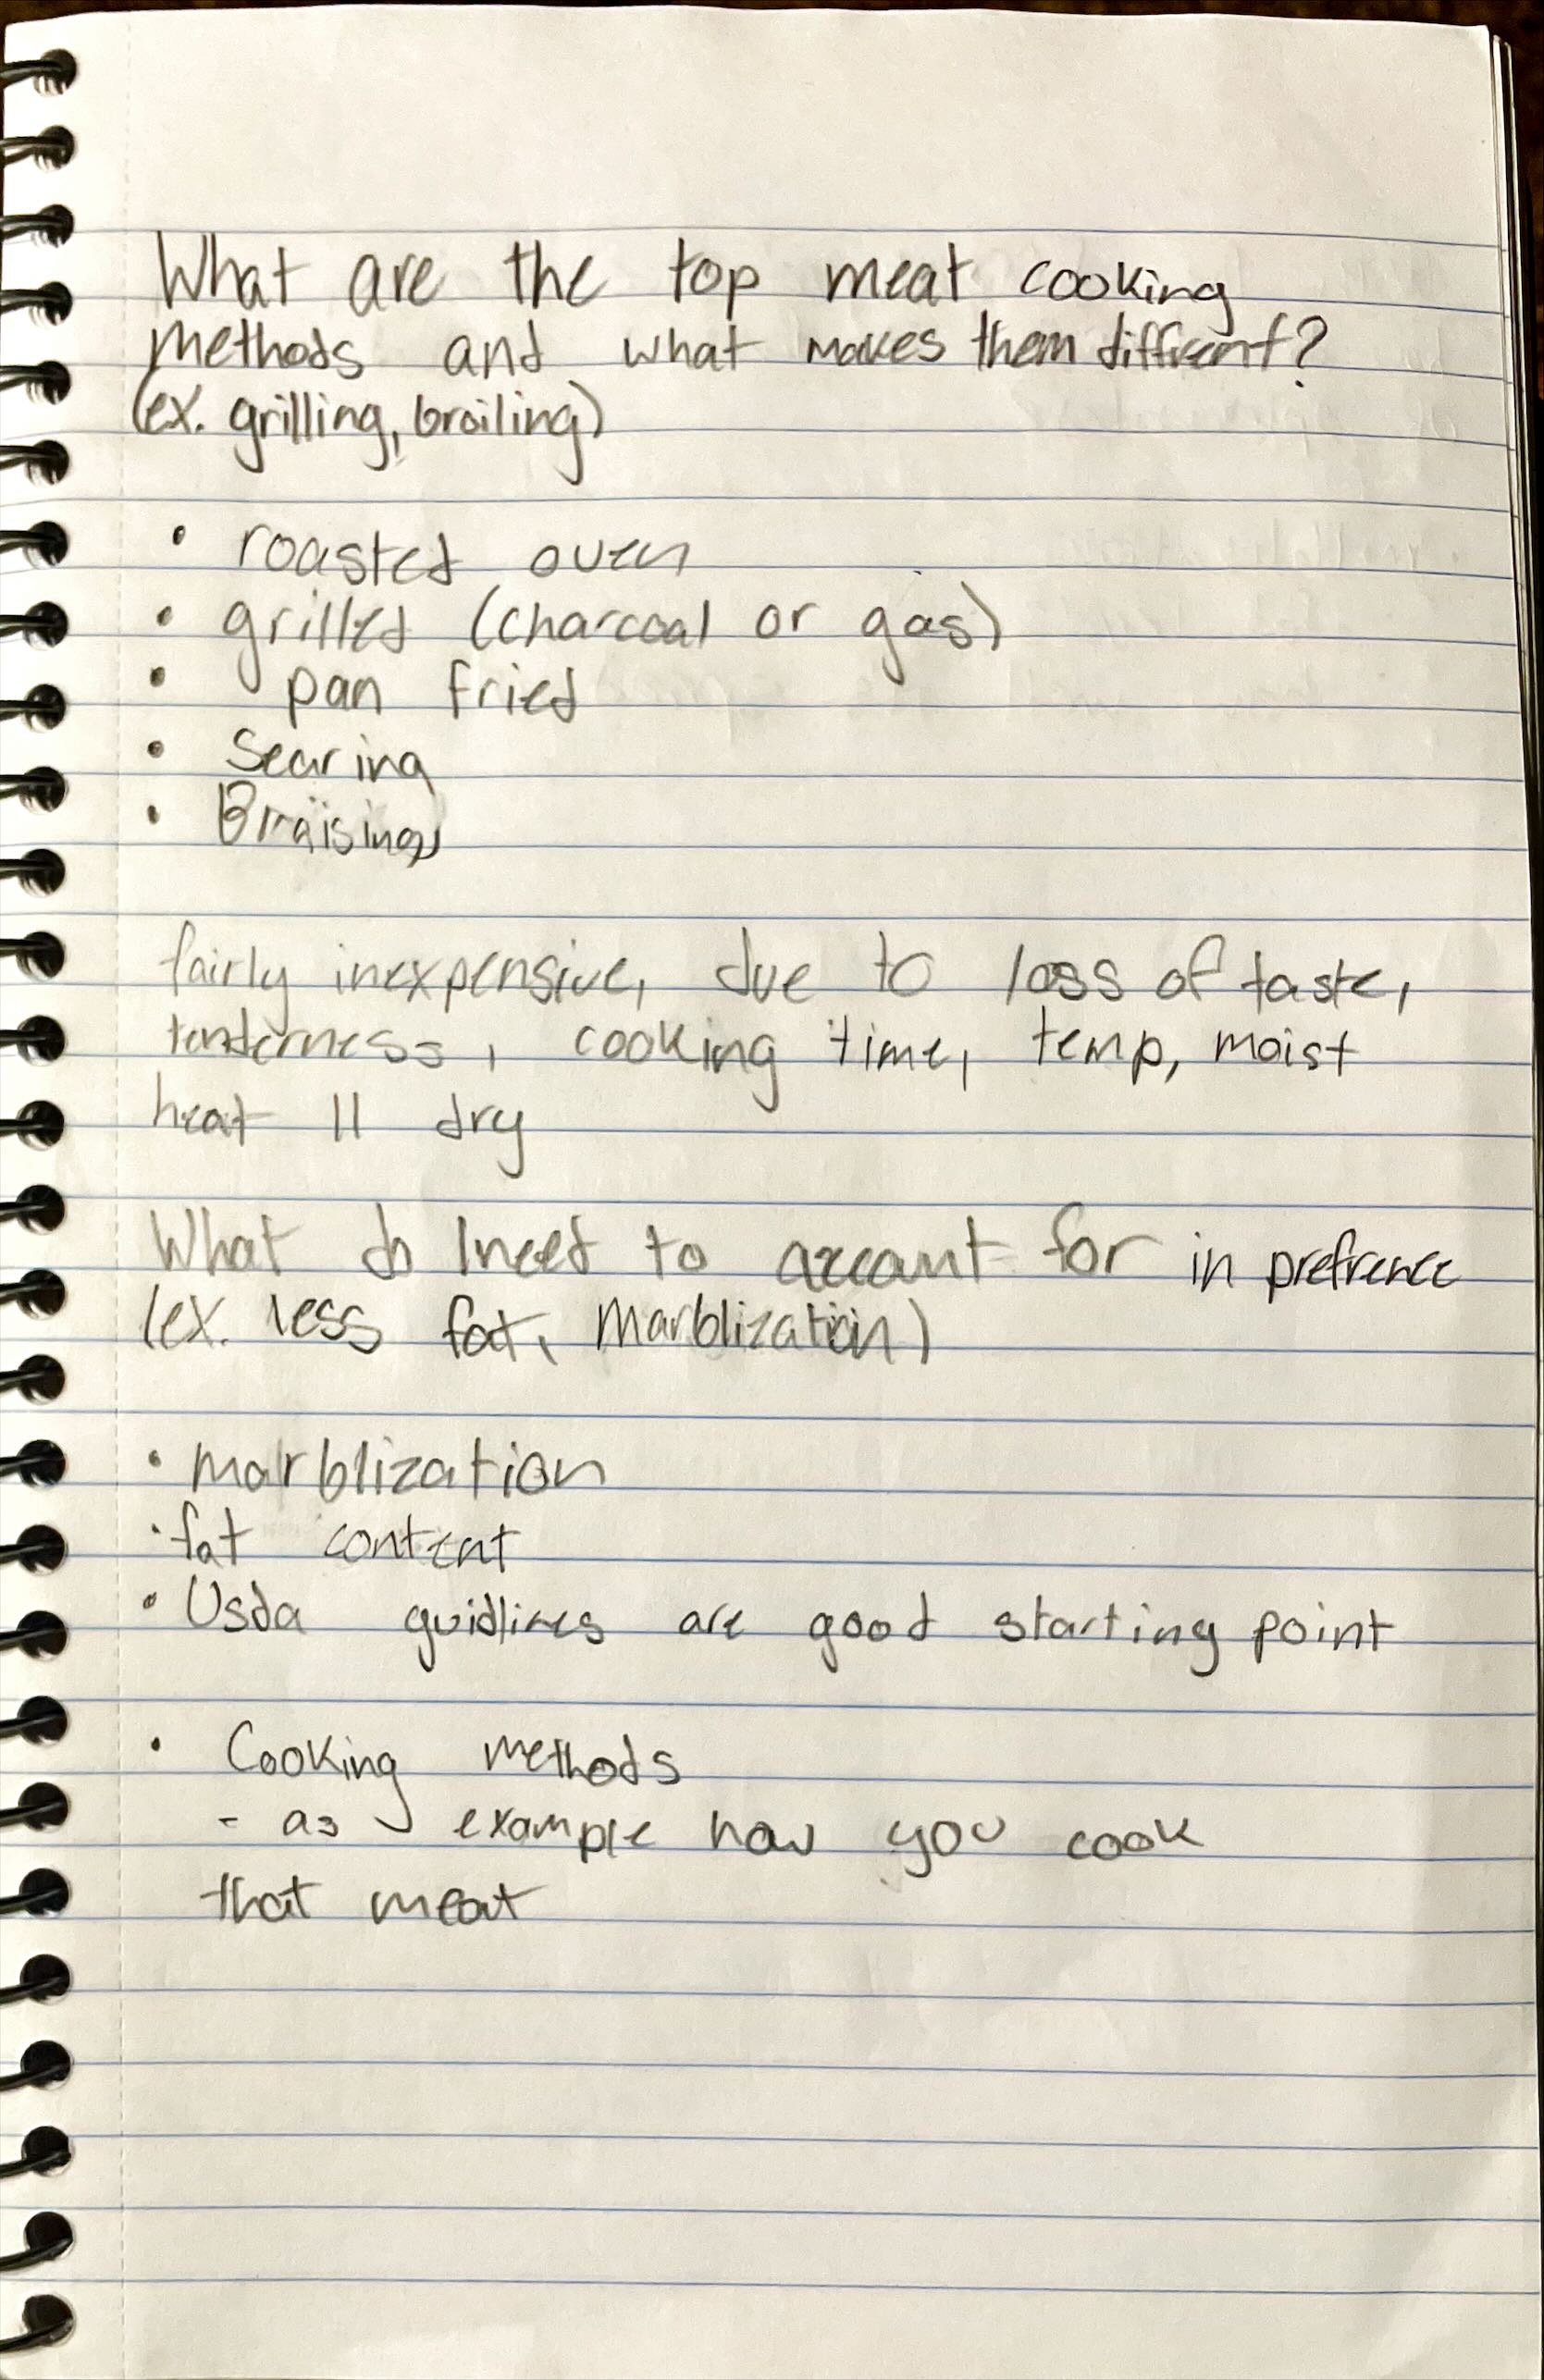 What are the top meat cooking
methods and what makes them diffrent?
(ex. grilling, broiling)
• roasted oven
• grilled (charcoal or gas)
• pan fried
• Searing
• Braising
fairly inexpensive, due to loss of taste,
tenderness, cooking time, temp, moist
heat || dry
What do I need to account for in prefrence
(ex. less fat, marblization)
• marblization
• fat content
• Usda guidlines are good starting point
• Cooking methods
- as example how you cook
that meat